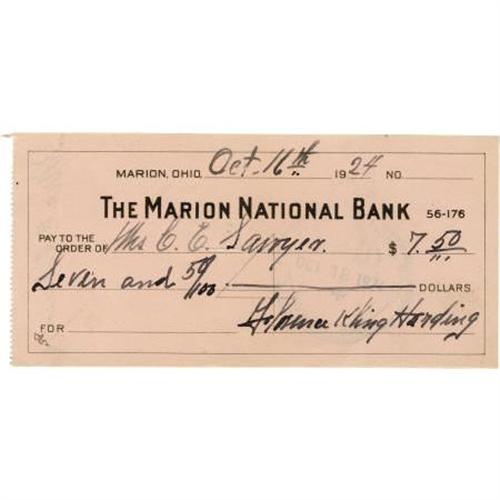 MARION, OHIO. Oct. 16th 1924 NO.
THE MARION NATIONAL BANK 56-176
PAY TO THE
ORDER OF Mrs C. E. Sawyer. $ 7.50
Seven and 50/100 DOLLARS
Florence Kling Harding
FOR